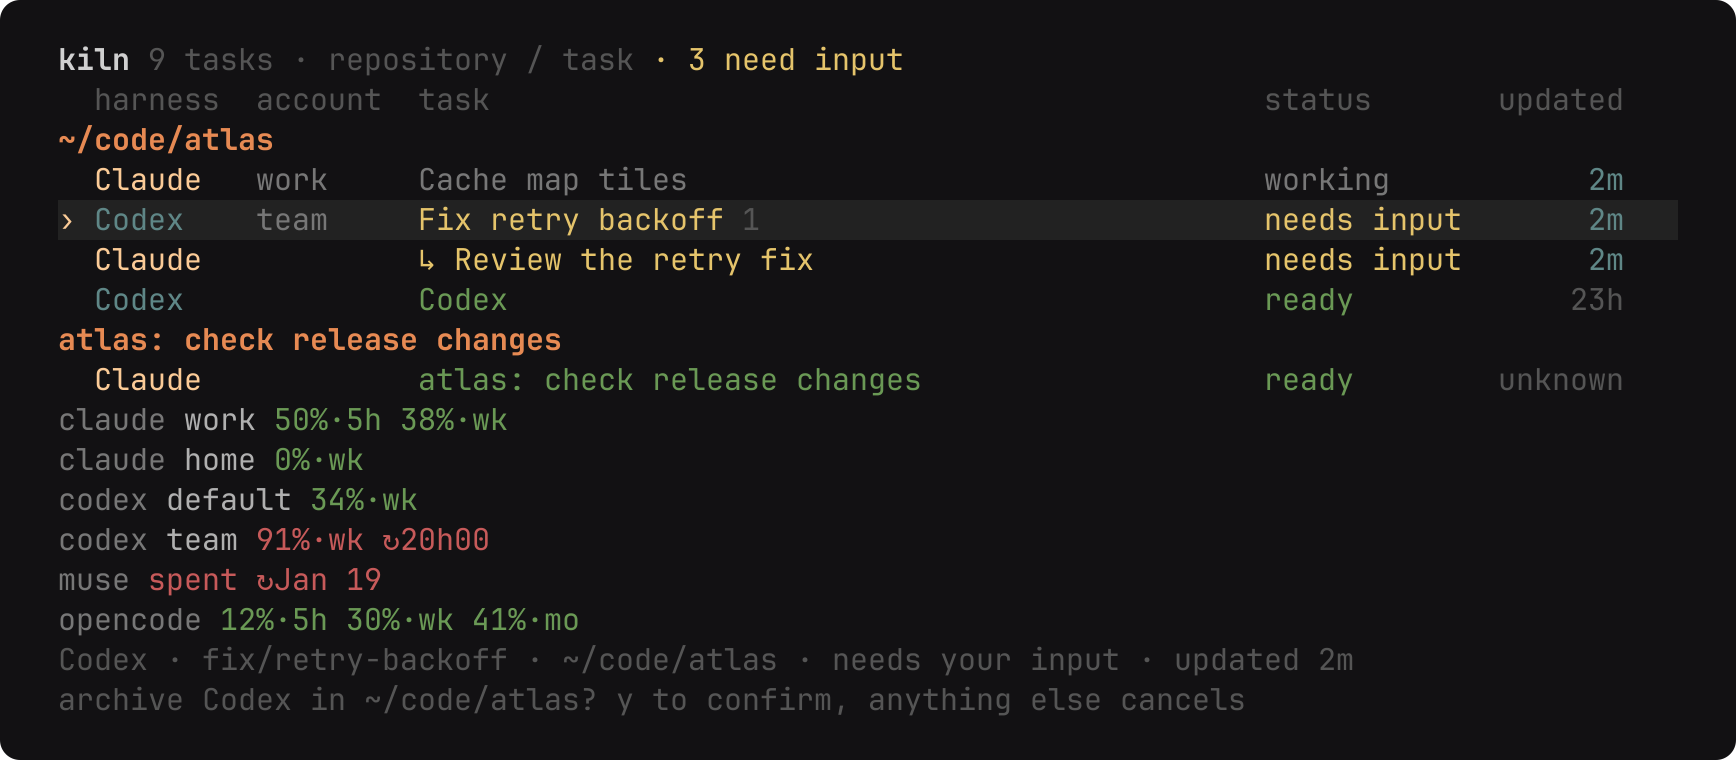 kiln 9 tasks · repository / task · 3 need input
harness account task status updated
~/code/atlas
Claude work Cache map tiles working 2m
› Codex team Fix retry backoff 1 needs input 2m
Claude ↳ Review the retry fix needs input 2m
Codex Codex ready 23h
atlas: check release changes
Claude atlas: check release changes ready unknown
claude work 50%·5h 38%·wk
claude home 0%·wk
codex default 34%·wk
codex team 91%·wk ↻20h00
muse spent ↻Jan 19
opencode 12%·5h 30%·wk 41%·mo
Codex · fix/retry-backoff · ~/code/atlas · needs your input · updated 2m
archive Codex in ~/code/atlas? y to confirm, anything else cancels